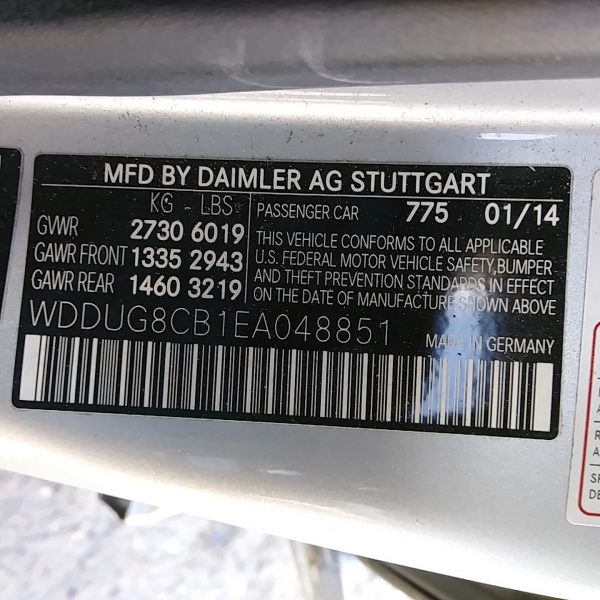 MFD BY DAIMLER AG STUTTGART
KG - LBS
GWVR 2730 6019
GAWR FRONT 1335 2943
GAWR REAR 1460 3219
PASSENGER CAR 775 01/14
THIS VEHICLE CONFORMS TO ALL APPLICABLE
U.S. FEDERAL MOTOR VEHICLE SAFETY, BUMPER
AND THEFT PREVENTION STANDARDS IN EFFECT
ON THE DATE OF MANUFACTURE SHOWN ABOVE
WDDUG8CB1EA048851
MADE IN GERMANY